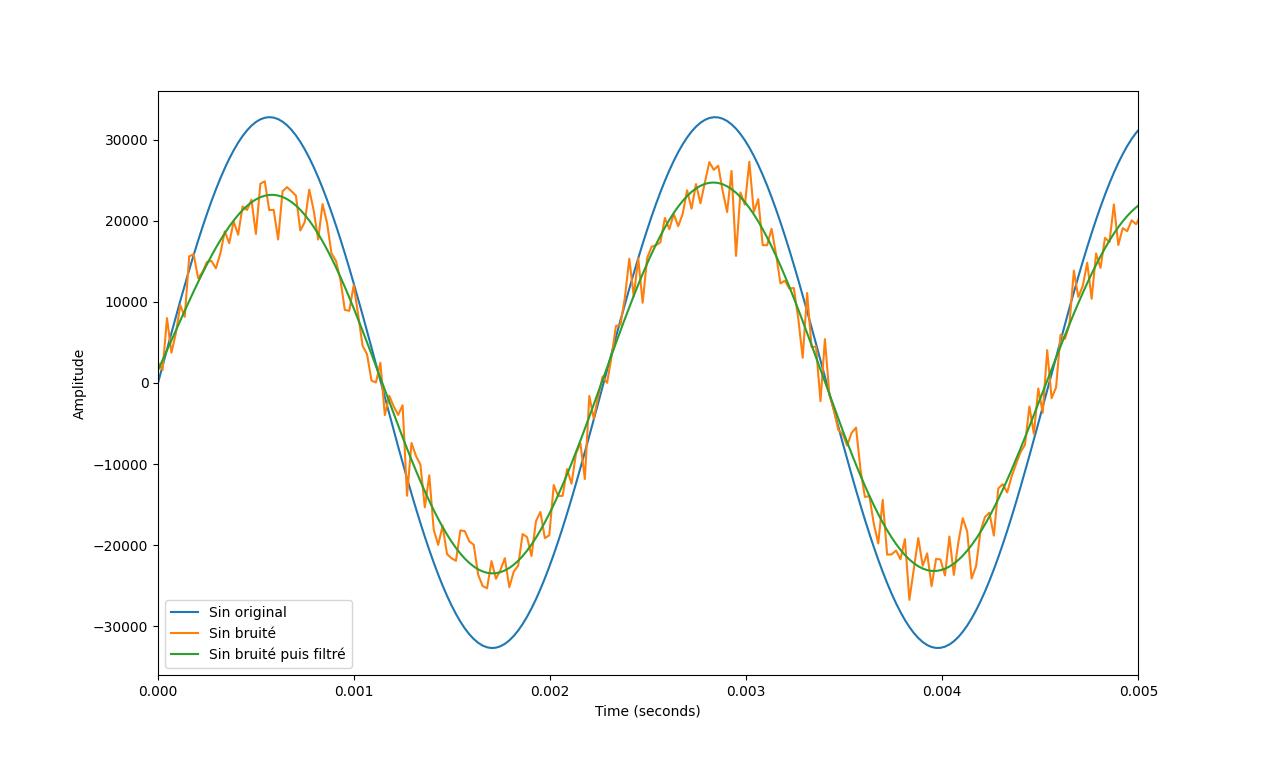 30000
20000
10000
0
−10000
−20000
−30000
Amplitude
Sin original
Sin bruité
Sin bruité puis filtré
0.000 0.001 0.002 0.003 0.004 0.005
Time (seconds)